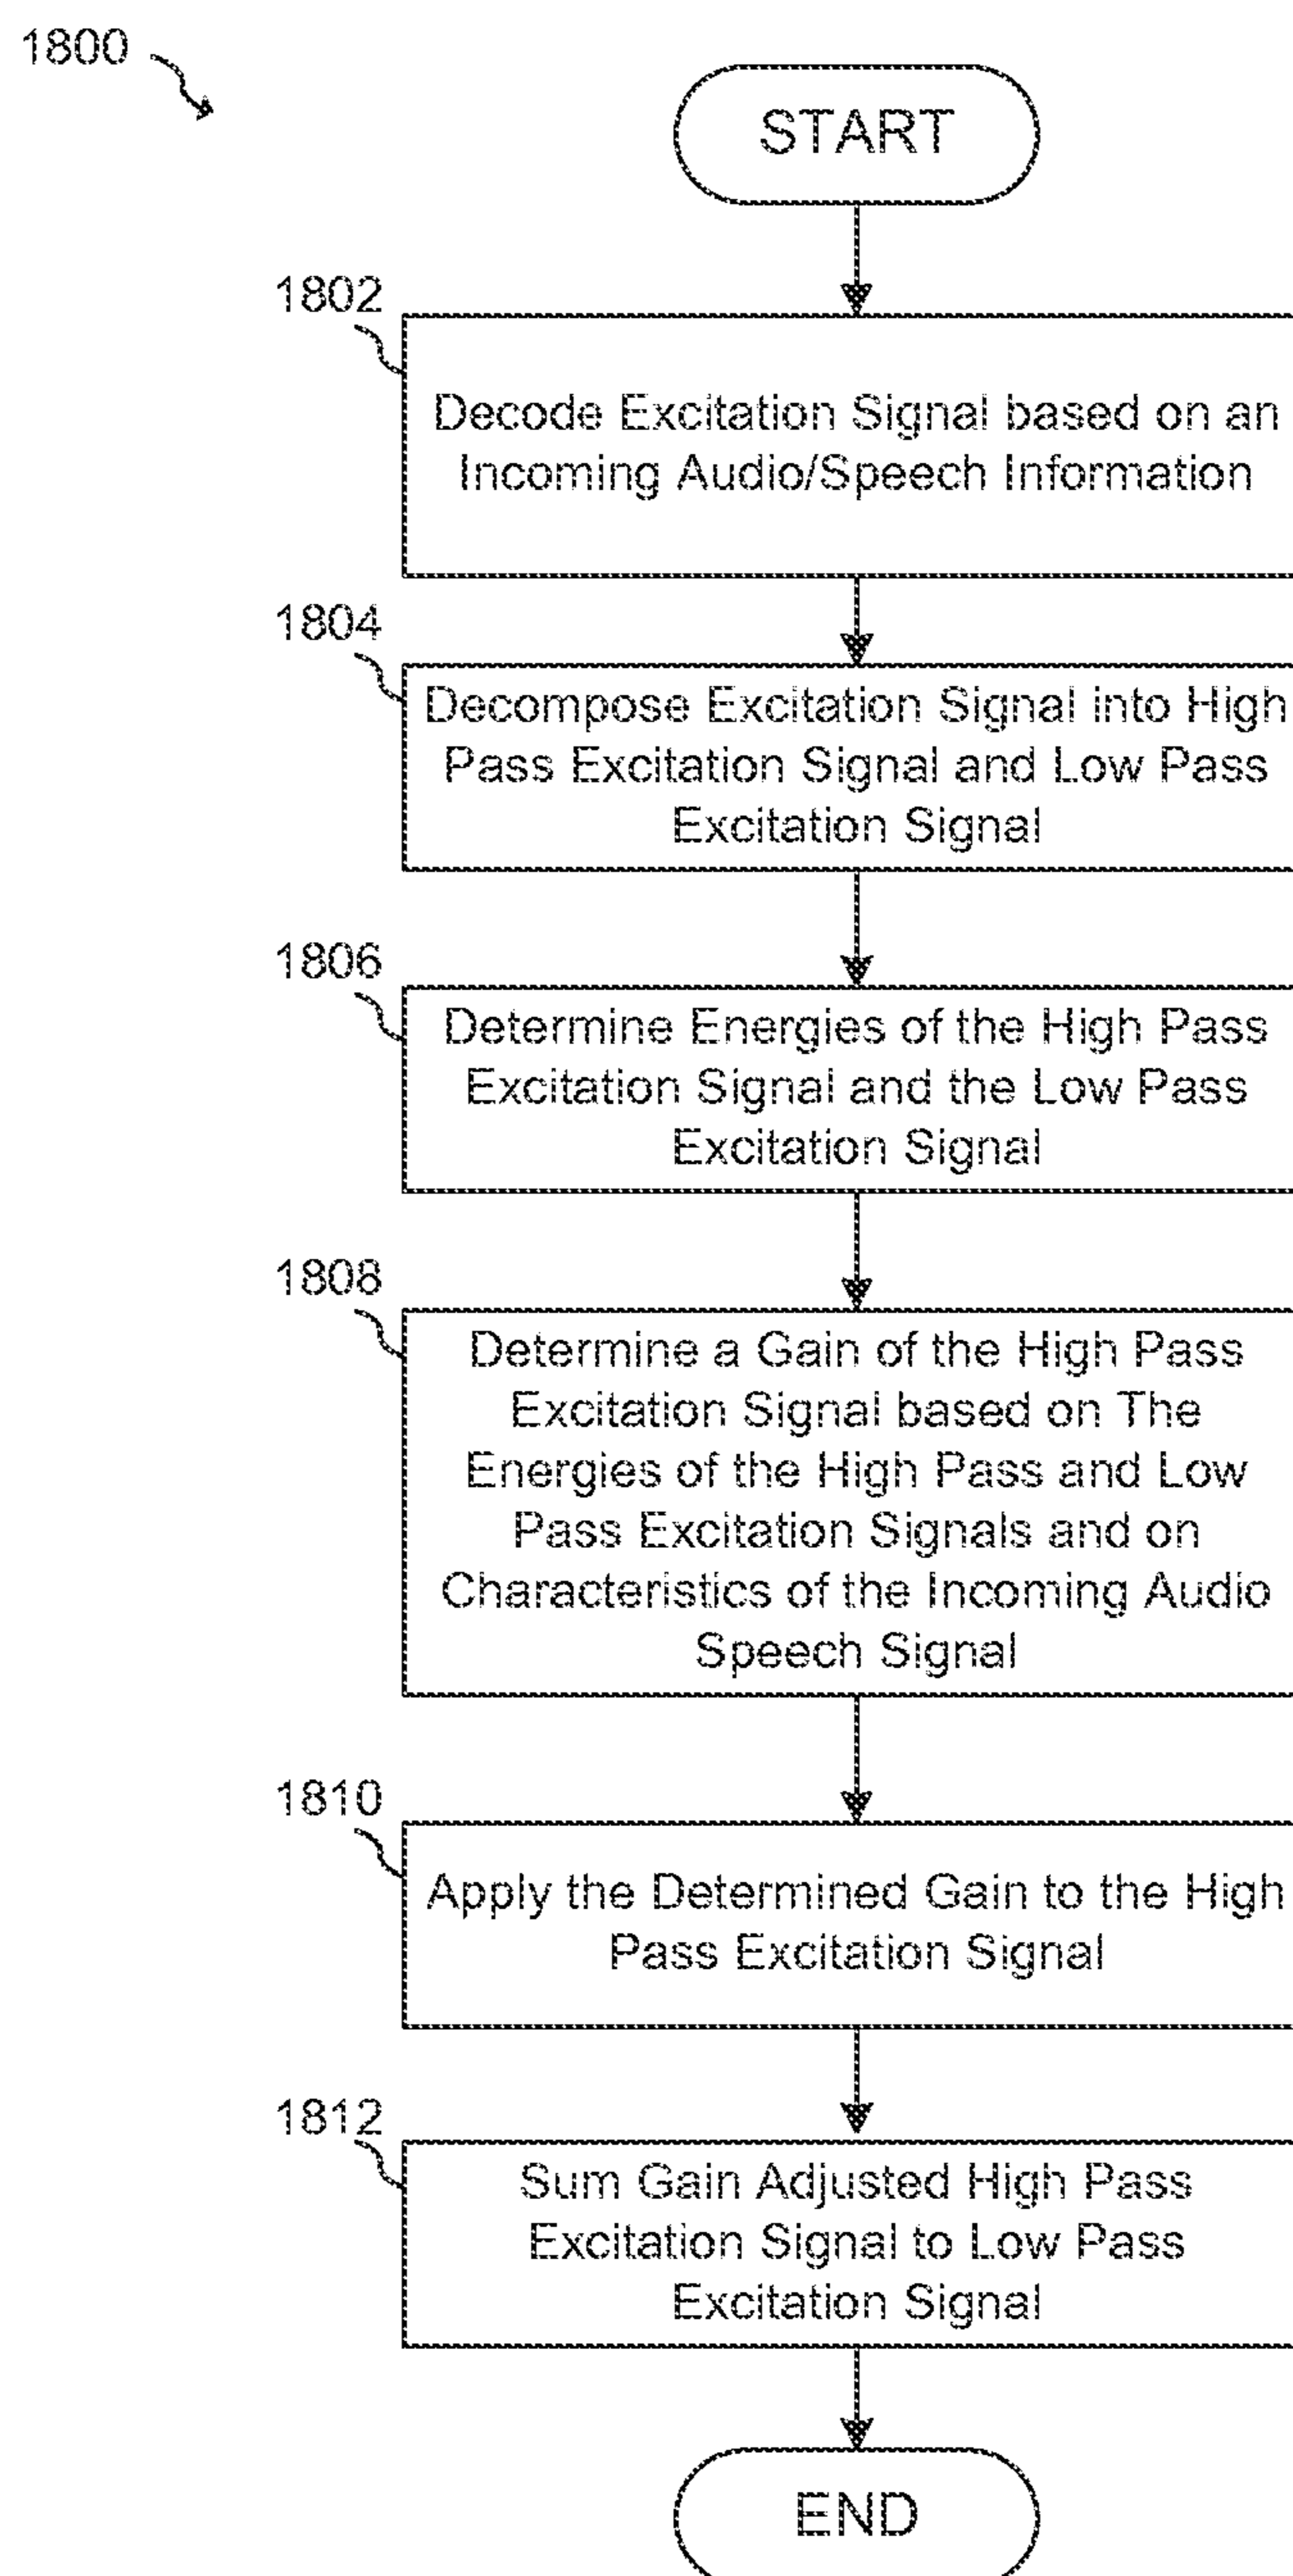 1800
START
1802
Decode Excitation Signal based on an
Incoming Audio/Speech Information
1804
Decompose Excitation Signal into High
Pass Excitation Signal and Low Pass
Excitation Signal
1806
Determine Energies of the High Pass
Excitation Signal and the Low Pass
Excitation Signal
1808
Determine a Gain of the High Pass
Excitation Signal based on The
Energies of the High Pass and Low
Pass Excitation Signals and on
Characteristics of the Incoming Audio
Speech Signal
1810
Apply the Determined Gain to the High
Pass Excitation Signal
1812
Sum Gain Adjusted High Pass
Excitation Signal to Low Pass
Excitation Signal
END